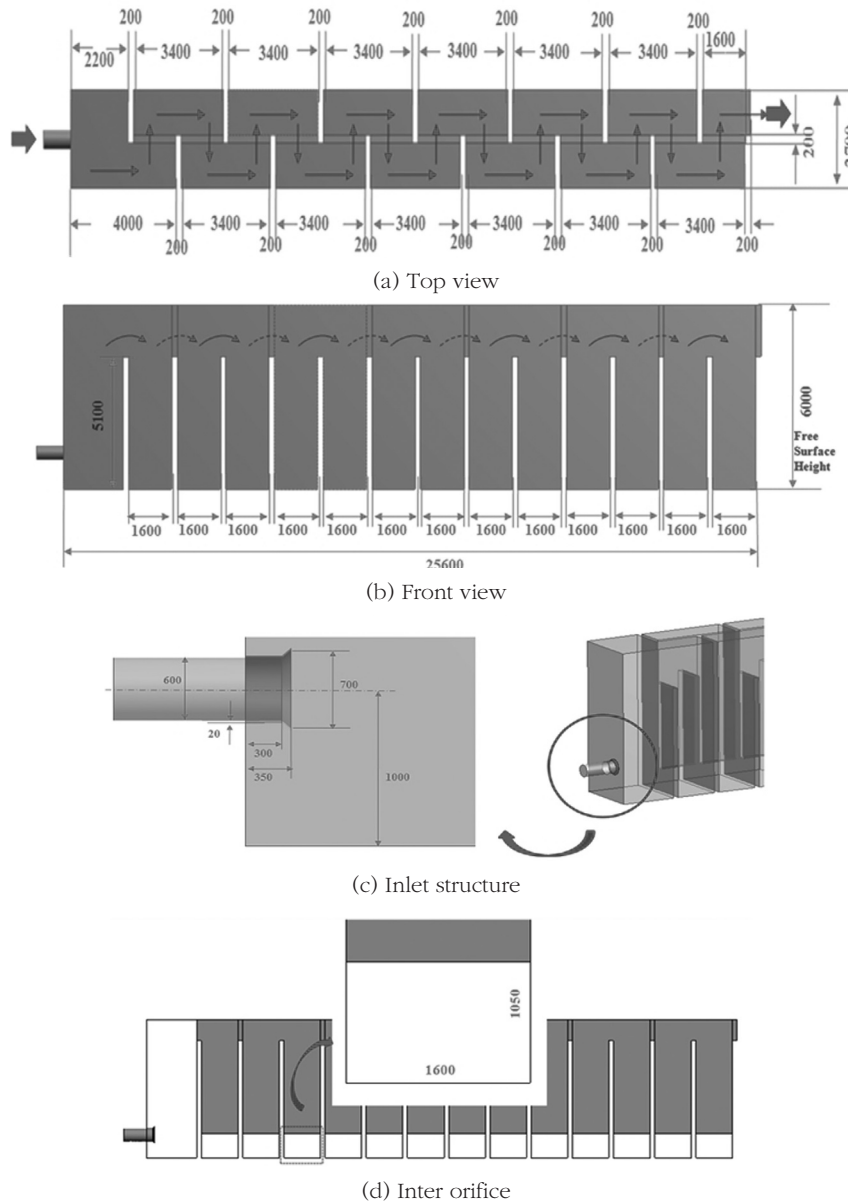 200 200 200 200 200 200 200
2200 3400 3400 3400 3400 3400 3400 1600
200
4000 3400 3400 3400 3400 3400 3400
200 200 200 200 200 200 200
(a) Top view
5100
6000
Free
Surface
Height
1600 1600 1600 1600 1600 1600 1600 1600 1600 1600 1600 1600 1600
25600
(b) Front view
600
700
20
300
350
1000
(c) Inlet structure
1050
1600
(d) Inter orifice